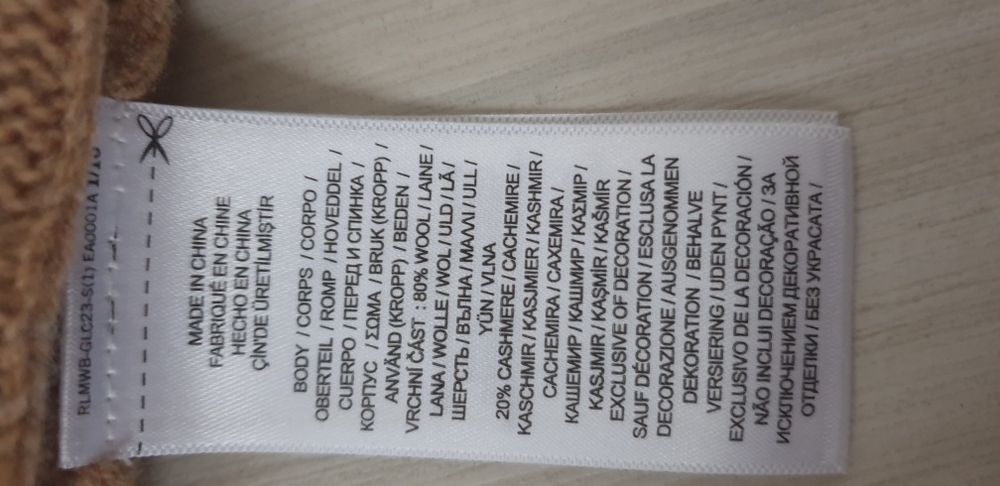 RLMWB-GLC23-S(1) EA0001A 1/10
MADE IN CHINA
FABRIQUÉ EN CHINE
HECHO EN CHINA
ÇİN'DE ÜRETİLMİŞTİR
BODY / CORPS / CORPO /
OBERTEIL / ROMP / HOVEDDEL /
CUERPO / ПЕРЕД И СПИНКА /
КОРПУС / ΣΩΜΑ / BRUK (KROPP) /
ANVÄND (KROPP) / BEDEN /
VRCHNÍ ČÁST : 80% WOOL / LAINE /
LANA / WOLLE / WOL / ULD / LÃ /
ШЕРСТЬ / ВЪЛНА / ΜΑΛΛΙ / ULL /
YÜN / VLNA
20% CASHMERE / CACHEMIRE /
KASCHMIR / KASJMIER / KASHMIR /
CACHEMIRA / CAXEMIRA /
КАШЕМИР / КАШМИР / ΚΑΣΜΙΡ /
KASJMIR / KAŞMİR / KAŠMÍR
EXCLUSIVE OF DECORATION /
SAUF DÉCORATION / ESCLUSA LA
DECORAZIONE / AUSGENOMMEN
DEKORATION / BEHALVE
VERSIERING / UDEN PYNT /
EXCLUSIVO DE LA DECORACIÓN /
NÃO INCLUI DECORAÇÃO / ЗА
ИСКЛЮЧЕНИЕМ ДЕКОРАТИВНОЙ
ОТДЕЛКИ / БЕЗ УКРАСАТА /